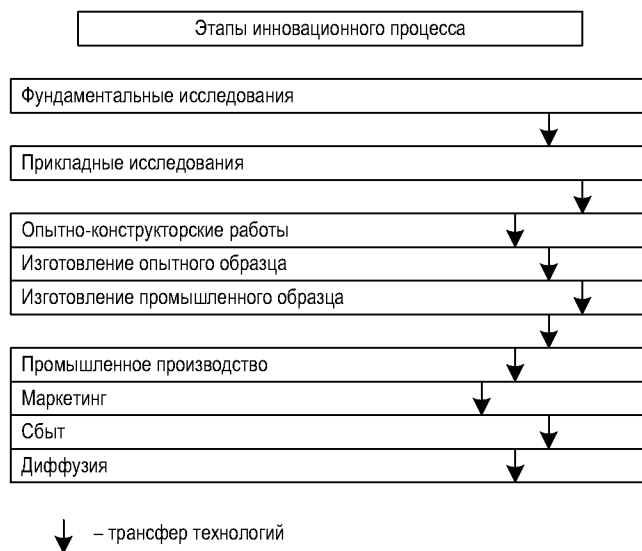 Этапы инновационного процесса
Фундаментальные исследования
Прикладные исследования
Опытно-конструкторские работы
Изготовление опытного образца
Изготовление промышленного образца
Промышленное производство
Маркетинг
Сбыт
Диффузия
– трансфер технологий